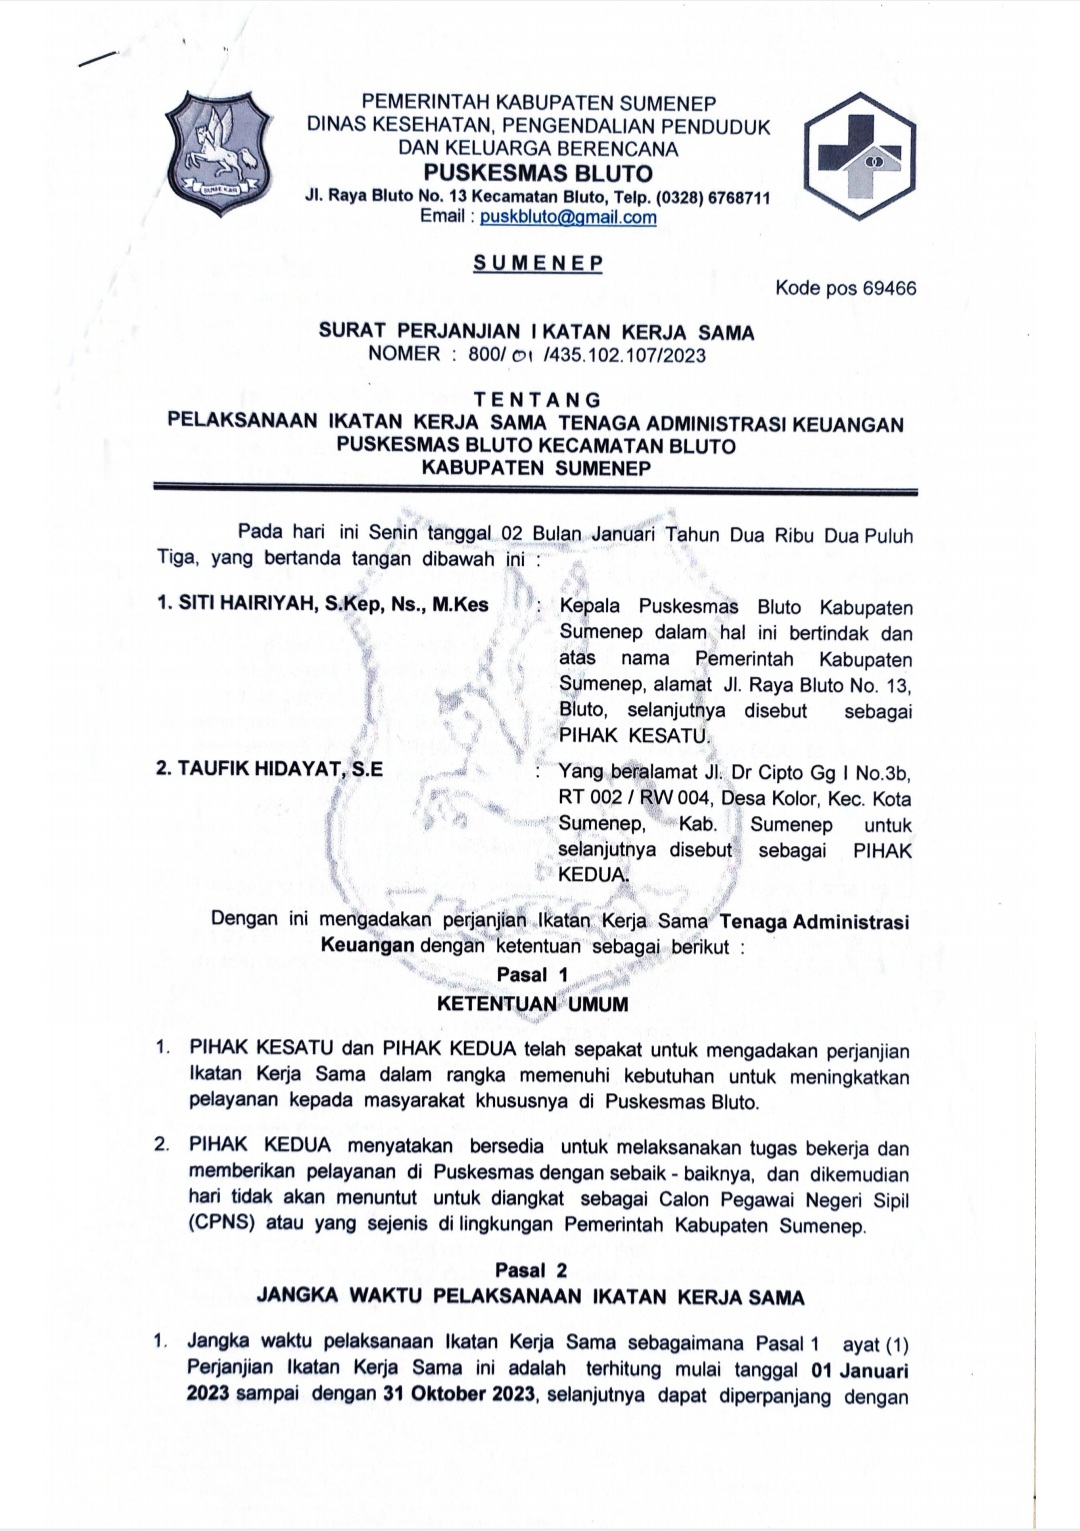 PEMERINTAH KABUPATEN SUMENEP
DINAS KESEHATAN, PENGENDALIAN PENDUDUK
DAN KELUARGA BERENCANA
PUSKESMAS BLUTO
Jl. Raya Bluto No. 13 Kecamatan Bluto, Telp. (0328) 6768711
Email : puskbluto@gmail.com
S U M E N E P
Kode pos 69466
SURAT PERJANJIAN I KATAN KERJA SAMA
NOMER : 800/ 01 /435.102.107/2023
T E N T A N G
PELAKSANAAN IKATAN KERJA SAMA TENAGA ADMINISTRASI KEUANGAN
PUSKESMAS BLUTO KECAMATAN BLUTO
KABUPATEN SUMENEP
Pada hari ini Senin tanggal 02 Bulan Januari Tahun Dua Ribu Dua Puluh
Tiga, yang bertanda tangan dibawah ini :
1. SITI HAIRIYAH, S.Kep, Ns., M.Kes : Kepala Puskesmas Bluto Kabupaten
Sumenep dalam hal ini bertindak dan
atas nama Pemerintah Kabupaten
Sumenep, alamat Jl. Raya Bluto No. 13,
Bluto, selanjutnya disebut sebagai
PIHAK KESATU.
2. TAUFIK HIDAYAT, S.E : Yang beralamat Jl. Dr Cipto Gg I No.3b,
RT 002 / RW 004, Desa Kolor, Kec. Kota
Sumenep, Kab. Sumenep untuk
selanjutnya disebut sebagai PIHAK
KEDUA.
Dengan ini mengadakan perjanjian Ikatan Kerja Sama Tenaga Administrasi
Keuangan dengan ketentuan sebagai berikut :
Pasal 1
KETENTUAN UMUM
1. PIHAK KESATU dan PIHAK KEDUA telah sepakat untuk mengadakan perjanjian
Ikatan Kerja Sama dalam rangka memenuhi kebutuhan untuk meningkatkan
pelayanan kepada masyarakat khususnya di Puskesmas Bluto.
2. PIHAK KEDUA menyatakan bersedia untuk melaksanakan tugas bekerja dan
memberikan pelayanan di Puskesmas dengan sebaik - baiknya, dan dikemudian
hari tidak akan menuntut untuk diangkat sebagai Calon Pegawai Negeri Sipil
(CPNS) atau yang sejenis di lingkungan Pemerintah Kabupaten Sumenep.
Pasal 2
JANGKA WAKTU PELAKSANAAN IKATAN KERJA SAMA
1. Jangka waktu pelaksanaan Ikatan Kerja Sama sebagaimana Pasal 1 ayat (1)
Perjanjian Ikatan Kerja Sama ini adalah terhitung mulai tanggal 01 Januari
2023 sampai dengan 31 Oktober 2023, selanjutnya dapat diperpanjang dengan